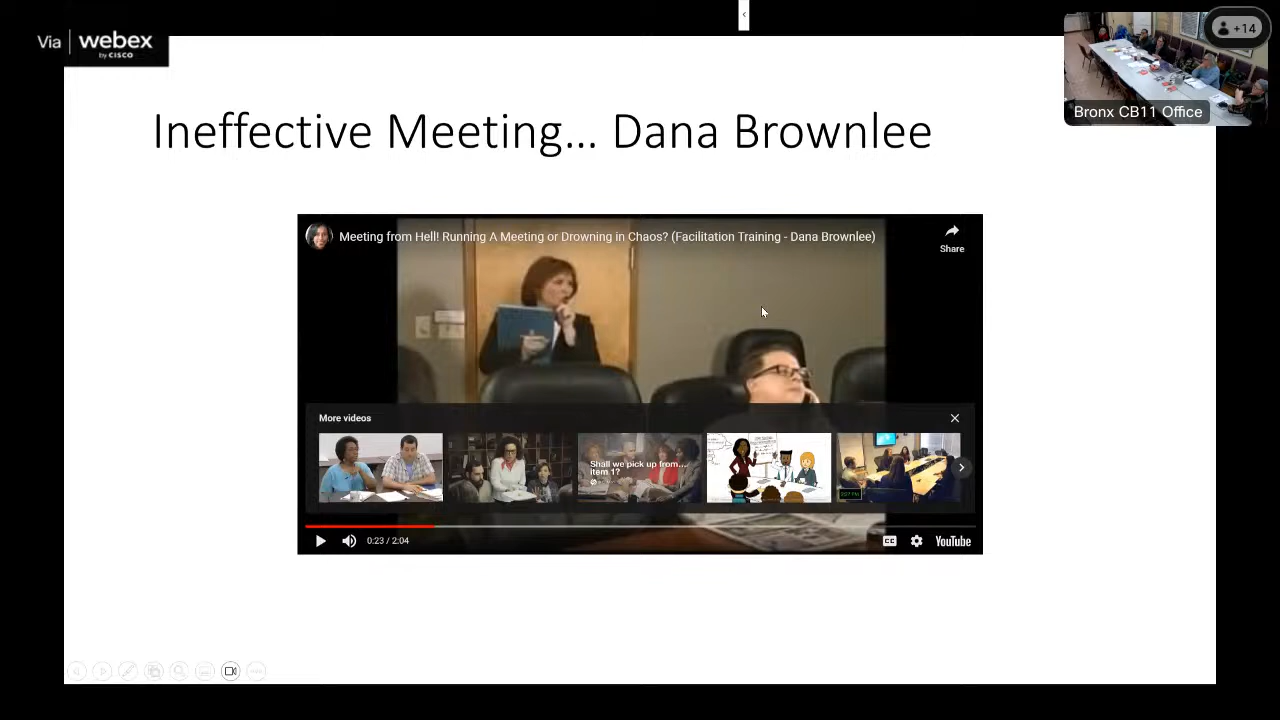 Via webex
by CISCO
+14
Bronx CB11 Office
Ineffective Meeting... Dana Brownlee
Meeting from Hell! Running A Meeting or Drowning in Chaos? (Facilitation Training - Dana Brownlee)
Share
More videos
Shall we pick up from...
item 1?
0:23 / 2:04
CC
YouTube